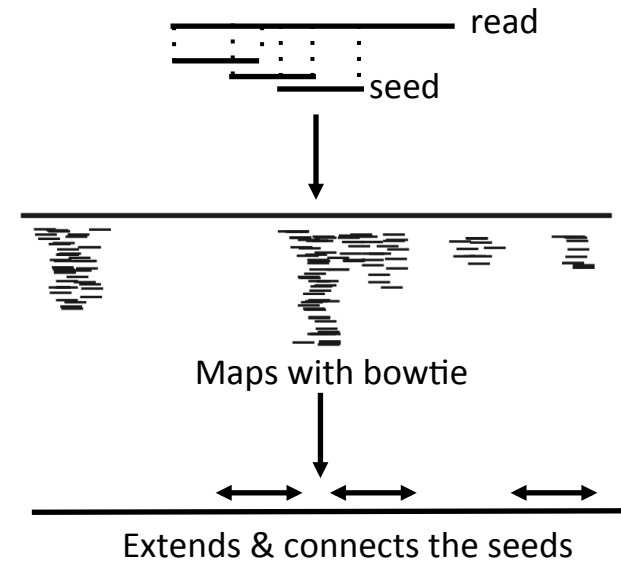 read
seed
Maps with bowtie
Extends & connects the seeds